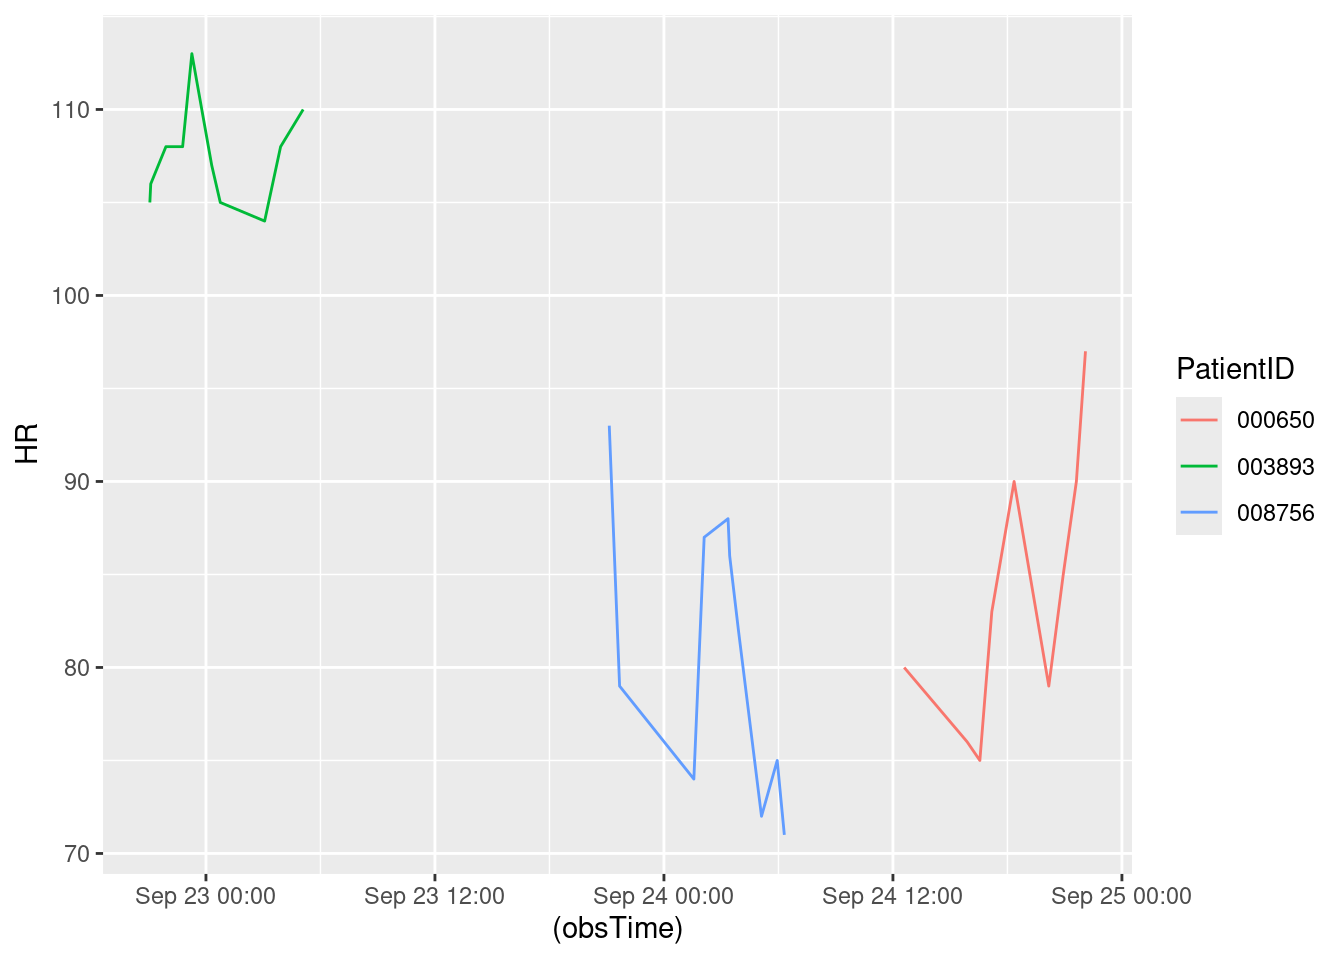 110
100
90
80
70
HR
Sep 23 00:00
Sep 23 12:00
Sep 24 00:00
Sep 24 12:00
Sep 25 00:00
(obsTime)
PatientID
000650
003893
008756